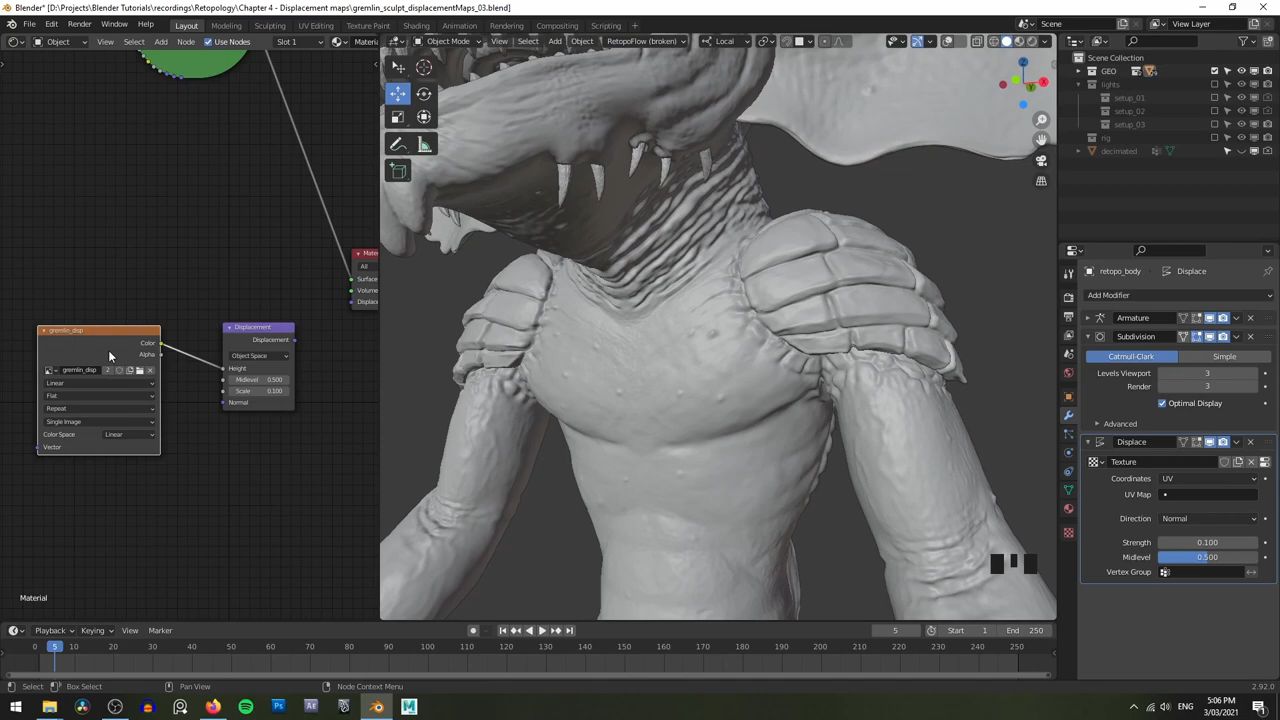 Blender* [D:\Blender Tutorials\recordings\Retopology\Chapter 4 - Displacement maps\gremlin_sculpt_displacementMaps_03.blend]
File Edit Render Window Help Layout Modeling Sculpting UV Editing Texture Paint Shading Animation Rendering Compositing Scripting Scene View Layer
Object View Select Add Node Use Nodes Slot 1 Materi
Object Mode View Select Add Object RetopoFlow (broken) Local
Scene Collection
GEO
lights
setup_01
setup_02
setup_03
rig
decimated
Mate
All
Surface
Volume
Displac
gremlin_disp
Color
Alpha
gremlin_disp 2
Linear
Flat
Repeat
Single Image
Color Space Linear
Vector
Displacement
Displacement
Object Space
Height
Midlevel 0.500
Scale 0.100
Normal
Material
retopo_body Displace
Add Modifier
Armature
Subdivision
Catmull-Clark Simple
Levels Viewport 3
Render 3
Optimal Display
Advanced
Displace
Texture
Coordinates UV
UV Map
Direction Normal
Strength 0.100
Midlevel 0.500
Vertex Group
Playback Keying View Marker 5 Start 1 End 250
0 5 10 20 30 40 50 60 70 80 90 100 110 120 130 140 150 160 170 180 190 200 210 220 230 240 250
Select Box Select Pan View Node Context Menu 2.92.0
Ps Ae M ENG 5:06 PM
3/03/2021